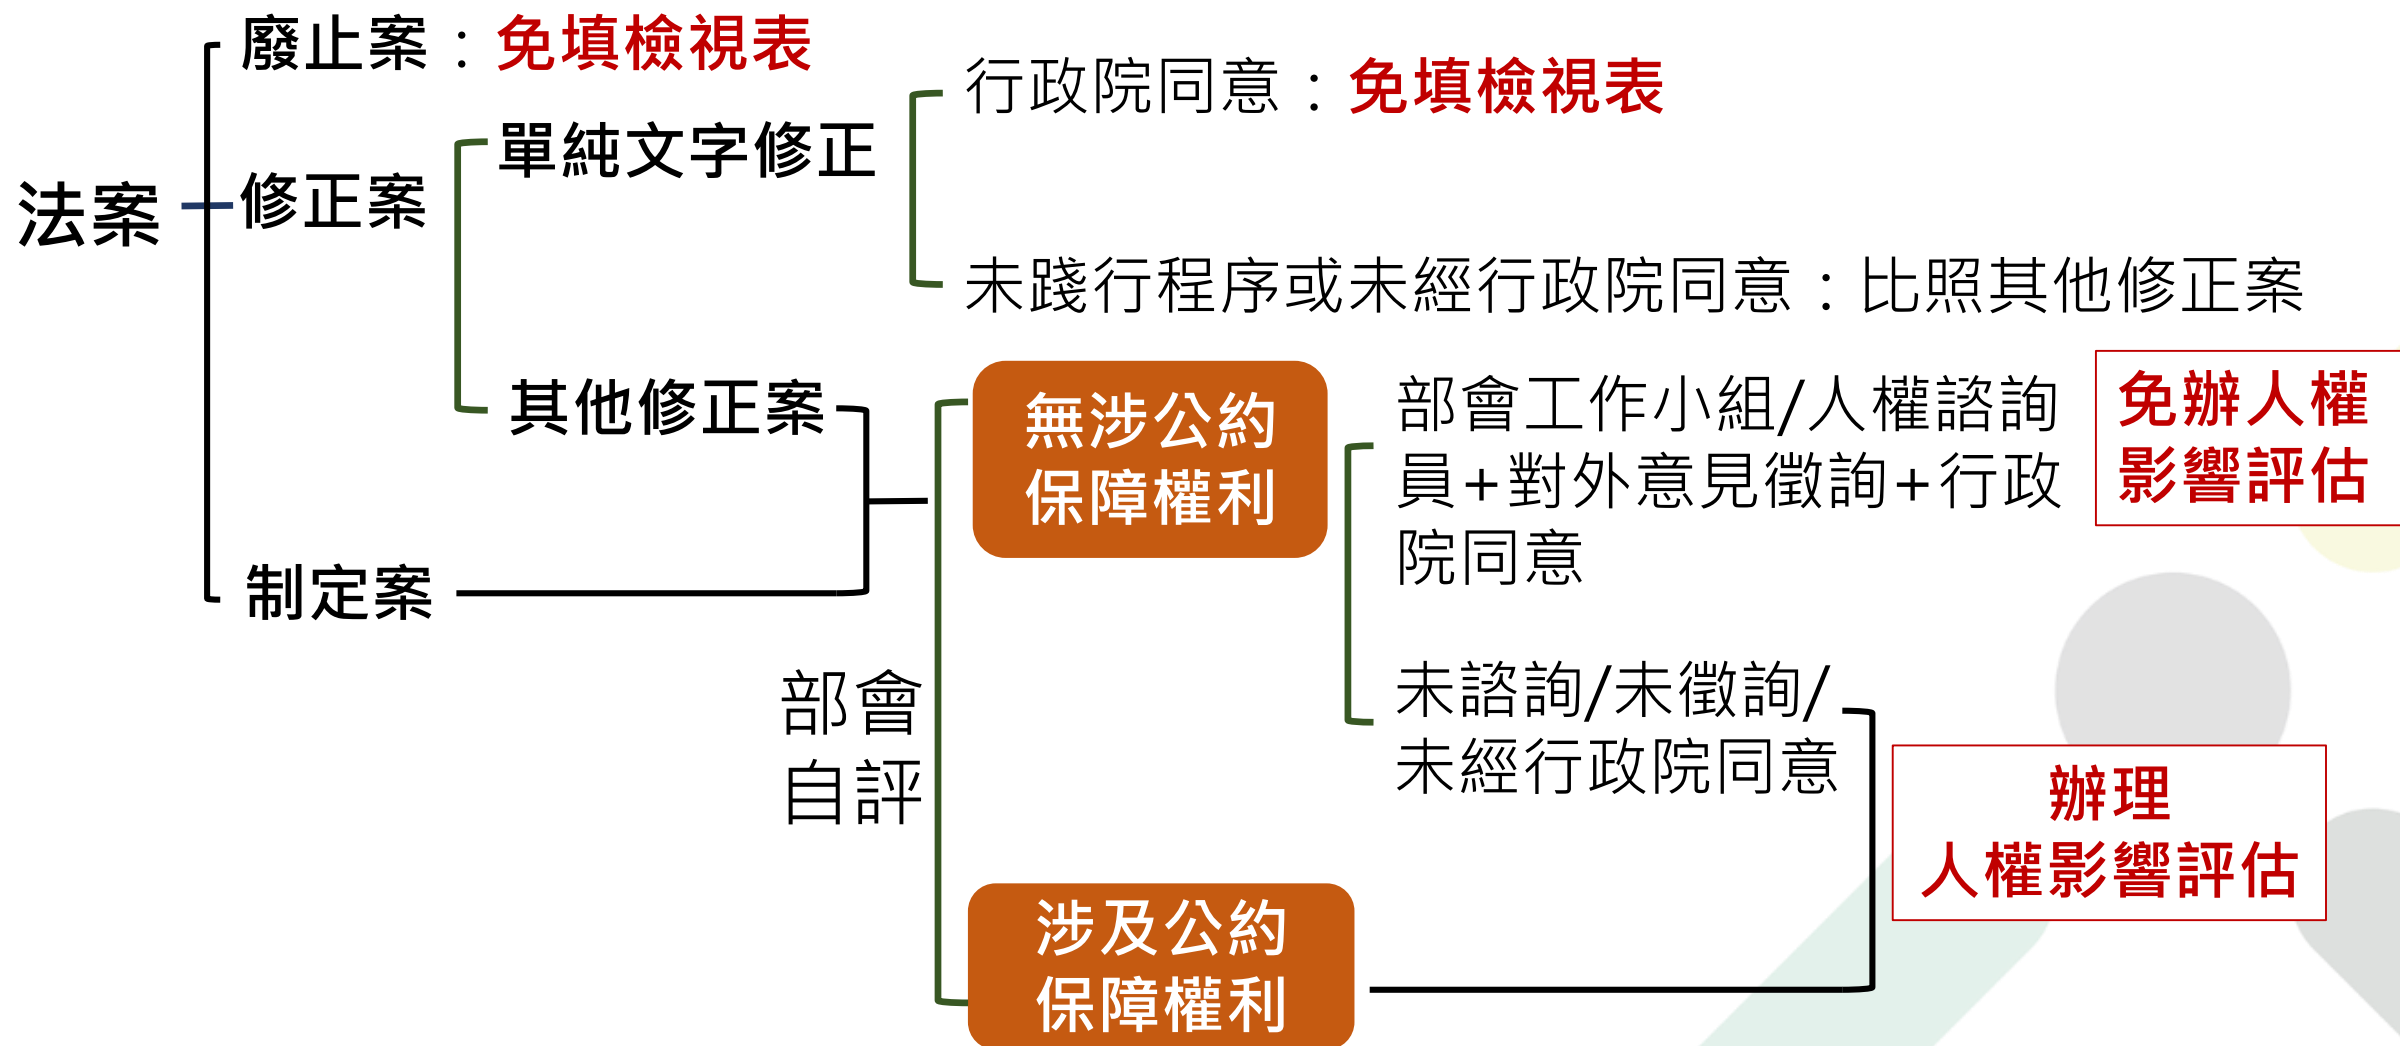 法案
廢止案：免填檢視表
修正案
單純文字修正
行政院同意：免填檢視表
未踐行程序或未經行政院同意：比照其他修正案
其他修正案
制定案
部會
自評
無涉公約
保障權利
部會工作小組/人權諮詢
員+對外意見徵詢+行政
院同意
免辦人權
影響評估
未諮詢/未徵詢/
未經行政院同意
涉及公約
保障權利
辦理
人權影響評估